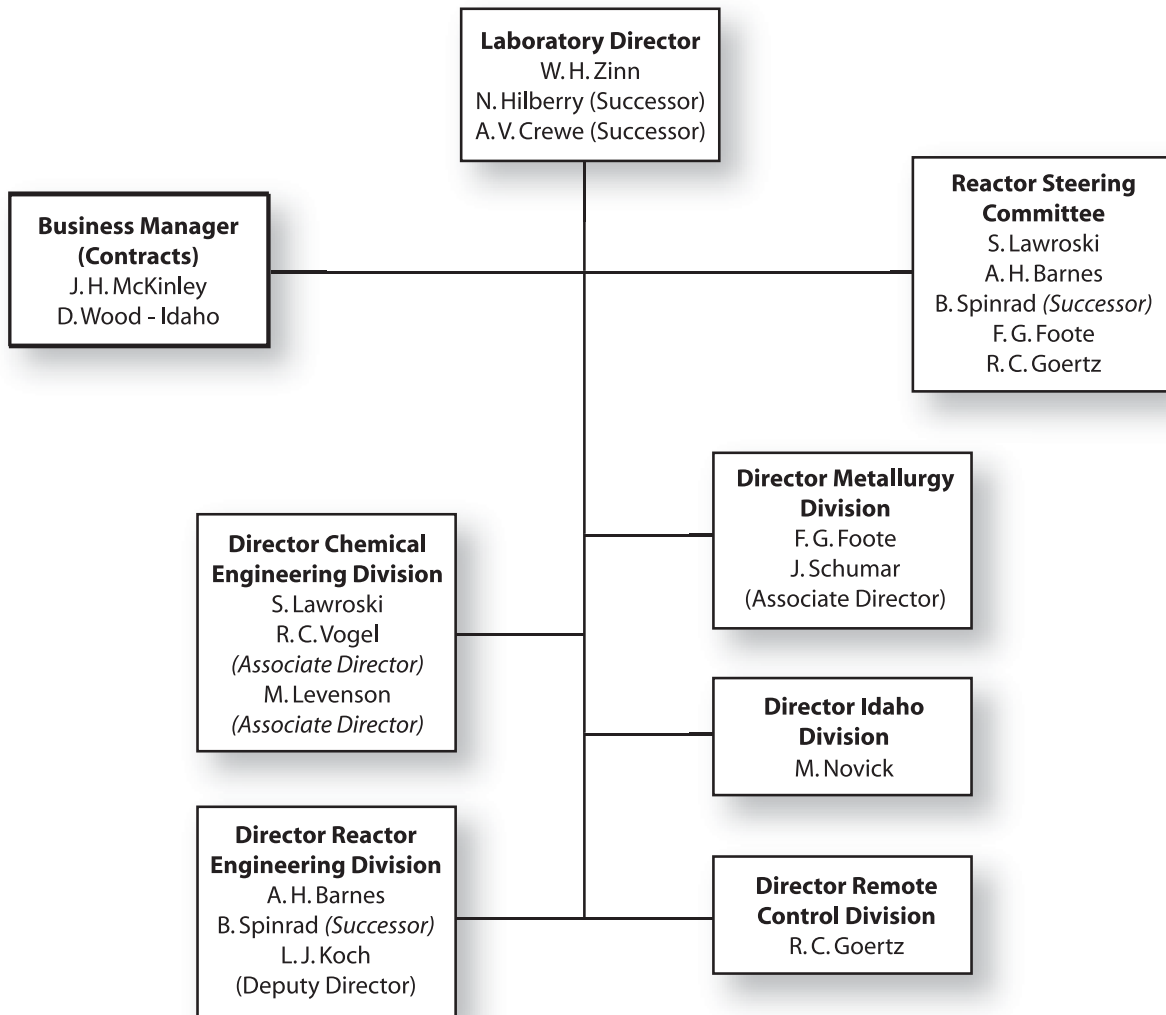 Laboratory Director
W. H. Zinn
N. Hilberry (Successor)
A. V. Crewe (Successor)
Business Manager
(Contracts)
J. H. McKinley
D. Wood - Idaho
Reactor Steering
Committee
S. Lawroski
A. H. Barnes
B. Spinrad (Successor)
F. G. Foote
R. C. Goertz
Director Chemical
Engineering Division
S. Lawroski
R. C. Vogel
(Associate Director)
M. Levenson
(Associate Director)
Director Metallurgy
Division
F. G. Foote
J. Schumar
(Associate Director)
Director Idaho
Division
M. Novick
Director Reactor
Engineering Division
A. H. Barnes
B. Spinrad (Successor)
L. J. Koch
(Deputy Director)
Director Remote
Control Division
R. C. Goertz